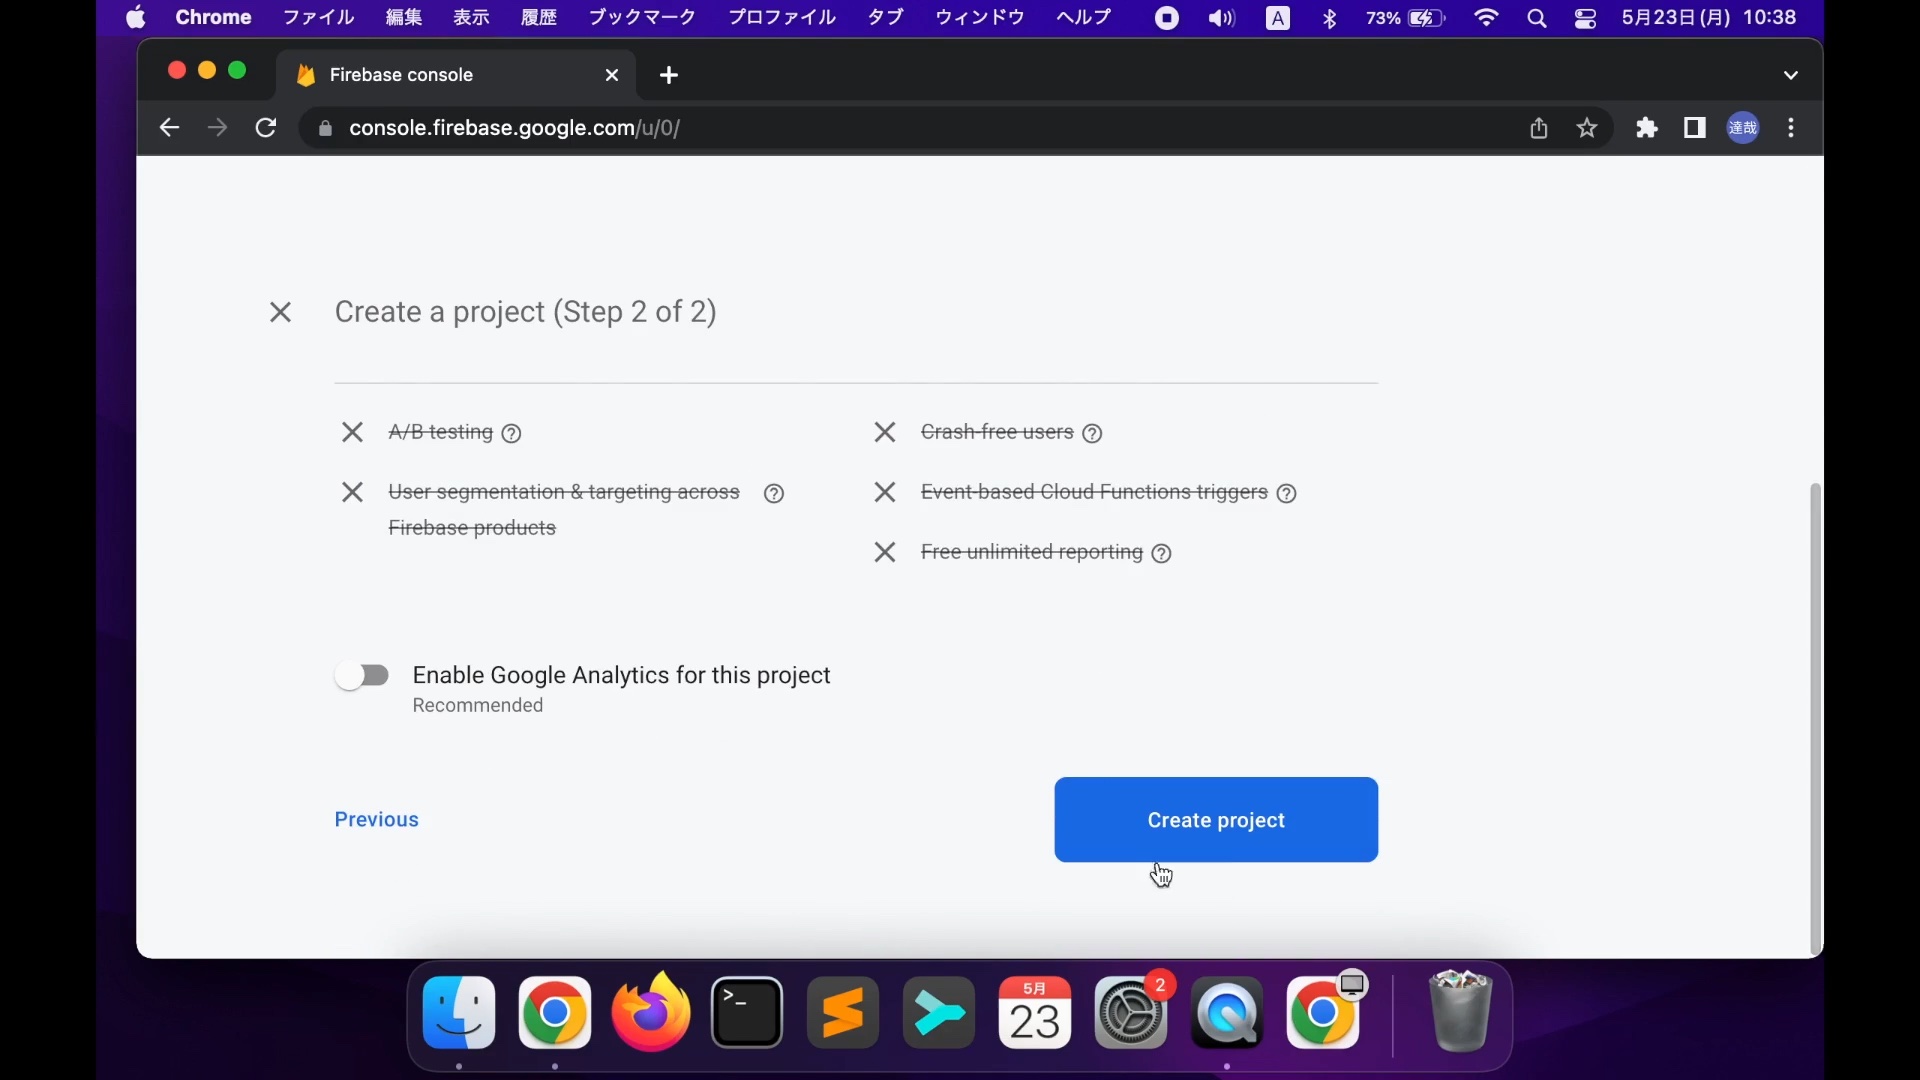 Chrome ファイル 編集 表示 履歴 ブックマーク プロファイル タブ ウィンドウ ヘルプ A 73% 5月23日(月) 10:38
Firebase console
console.firebase.google.com/u/0/ 達哉
Create a project (Step 2 of 2)
A/B testing
Crash-free users
User segmentation & targeting across
Firebase products
Event-based Cloud Functions triggers
Free unlimited reporting
Enable Google Analytics for this project
Recommended
Previous
Create project
5月
23
2